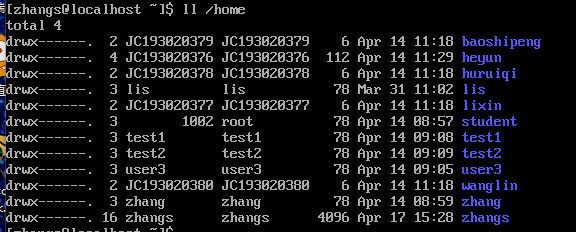 [zhangs@localhost ~]$ ll /home
total 4
drwx------. 2 JC193020379 JC193020379 6 Apr 14 11:18 baoshipeng
drwx------. 4 JC193020376 JC193020376 112 Apr 14 11:29 heyun
drwx------. 2 JC193020378 JC193020378 6 Apr 14 11:18 huruiqi
drwx------. 3 lis lis 78 Mar 31 11:02 lis
drwx------. 2 JC193020377 JC193020377 6 Apr 14 11:18 lixin
drwx------. 3 1002 root 78 Apr 14 08:57 student
drwx------. 3 test1 test1 78 Apr 14 09:08 test1
drwx------. 3 test2 test2 78 Apr 14 09:09 test2
drwx------. 3 user3 user3 78 Apr 14 09:05 user3
drwx------. 2 JC193020380 JC193020380 6 Apr 14 11:18 wanglin
drwx------. 3 zhang zhang 78 Apr 14 08:59 zhang
drwx------. 16 zhangs zhangs 4096 Apr 17 15:28 zhangs
[zhangs@localhost ~]$